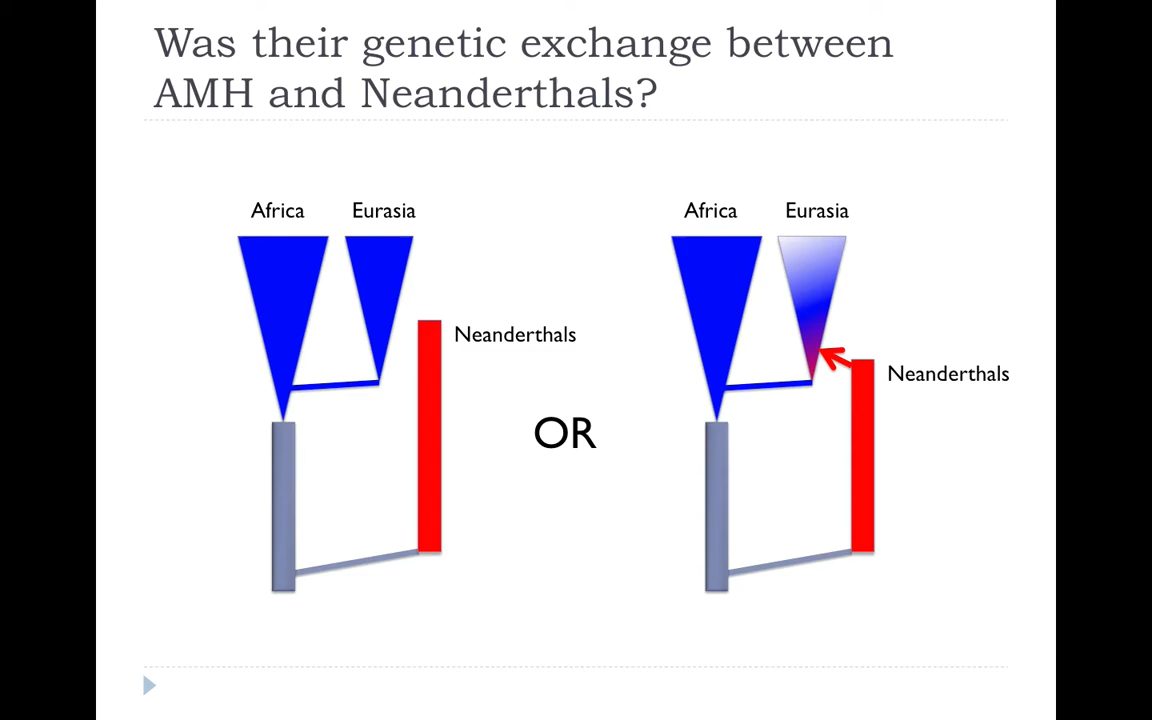 Was their genetic exchange between
AMH and Neanderthals?
Africa
Eurasia
Neanderthals
OR
Africa
Eurasia
Neanderthals